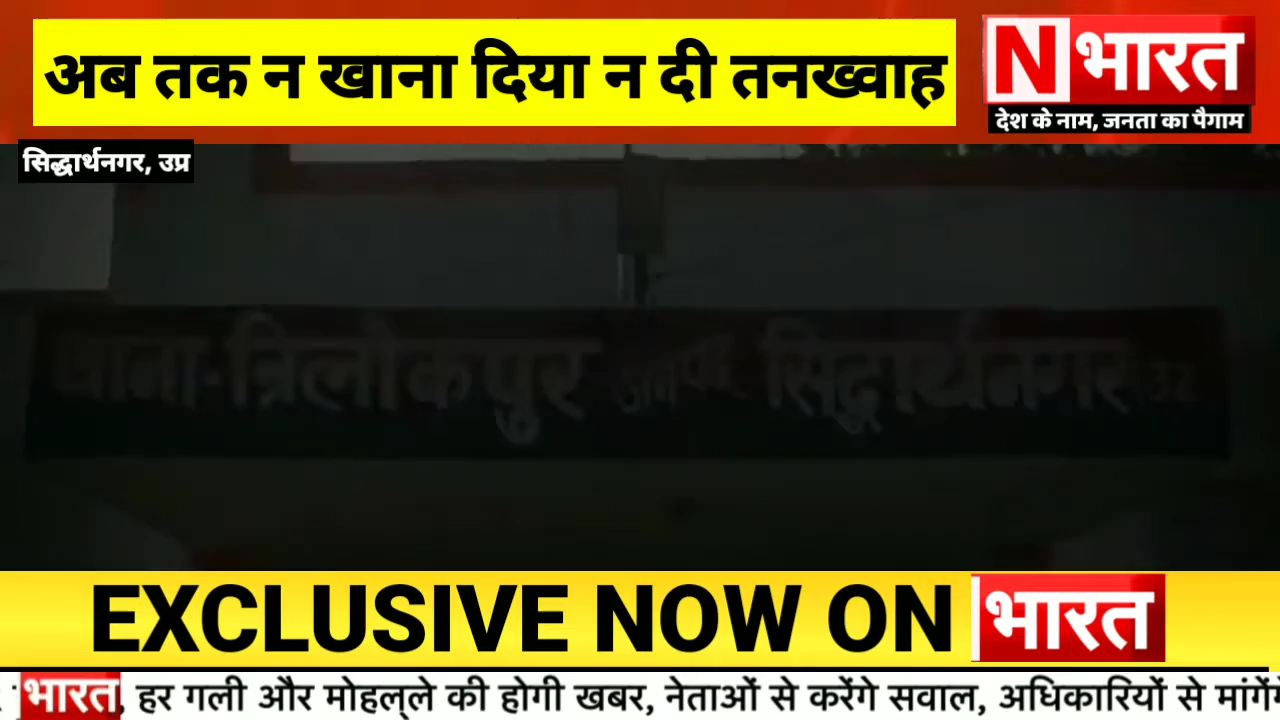 अब तक न खाना दिया न दी तनख्वाह
N भारत
देश के नाम, जनता का पैगाम
सिद्धार्थनगर, उप्र
थाना-त्रिलोकपुर जनपद सिद्धार्थनगर
EXCLUSIVE NOW ON भारत
भारत, हर गली और मोहल्ले की होगी खबर, नेताओं से करेंगे सवाल, अधिकारियों से मांगेंगे